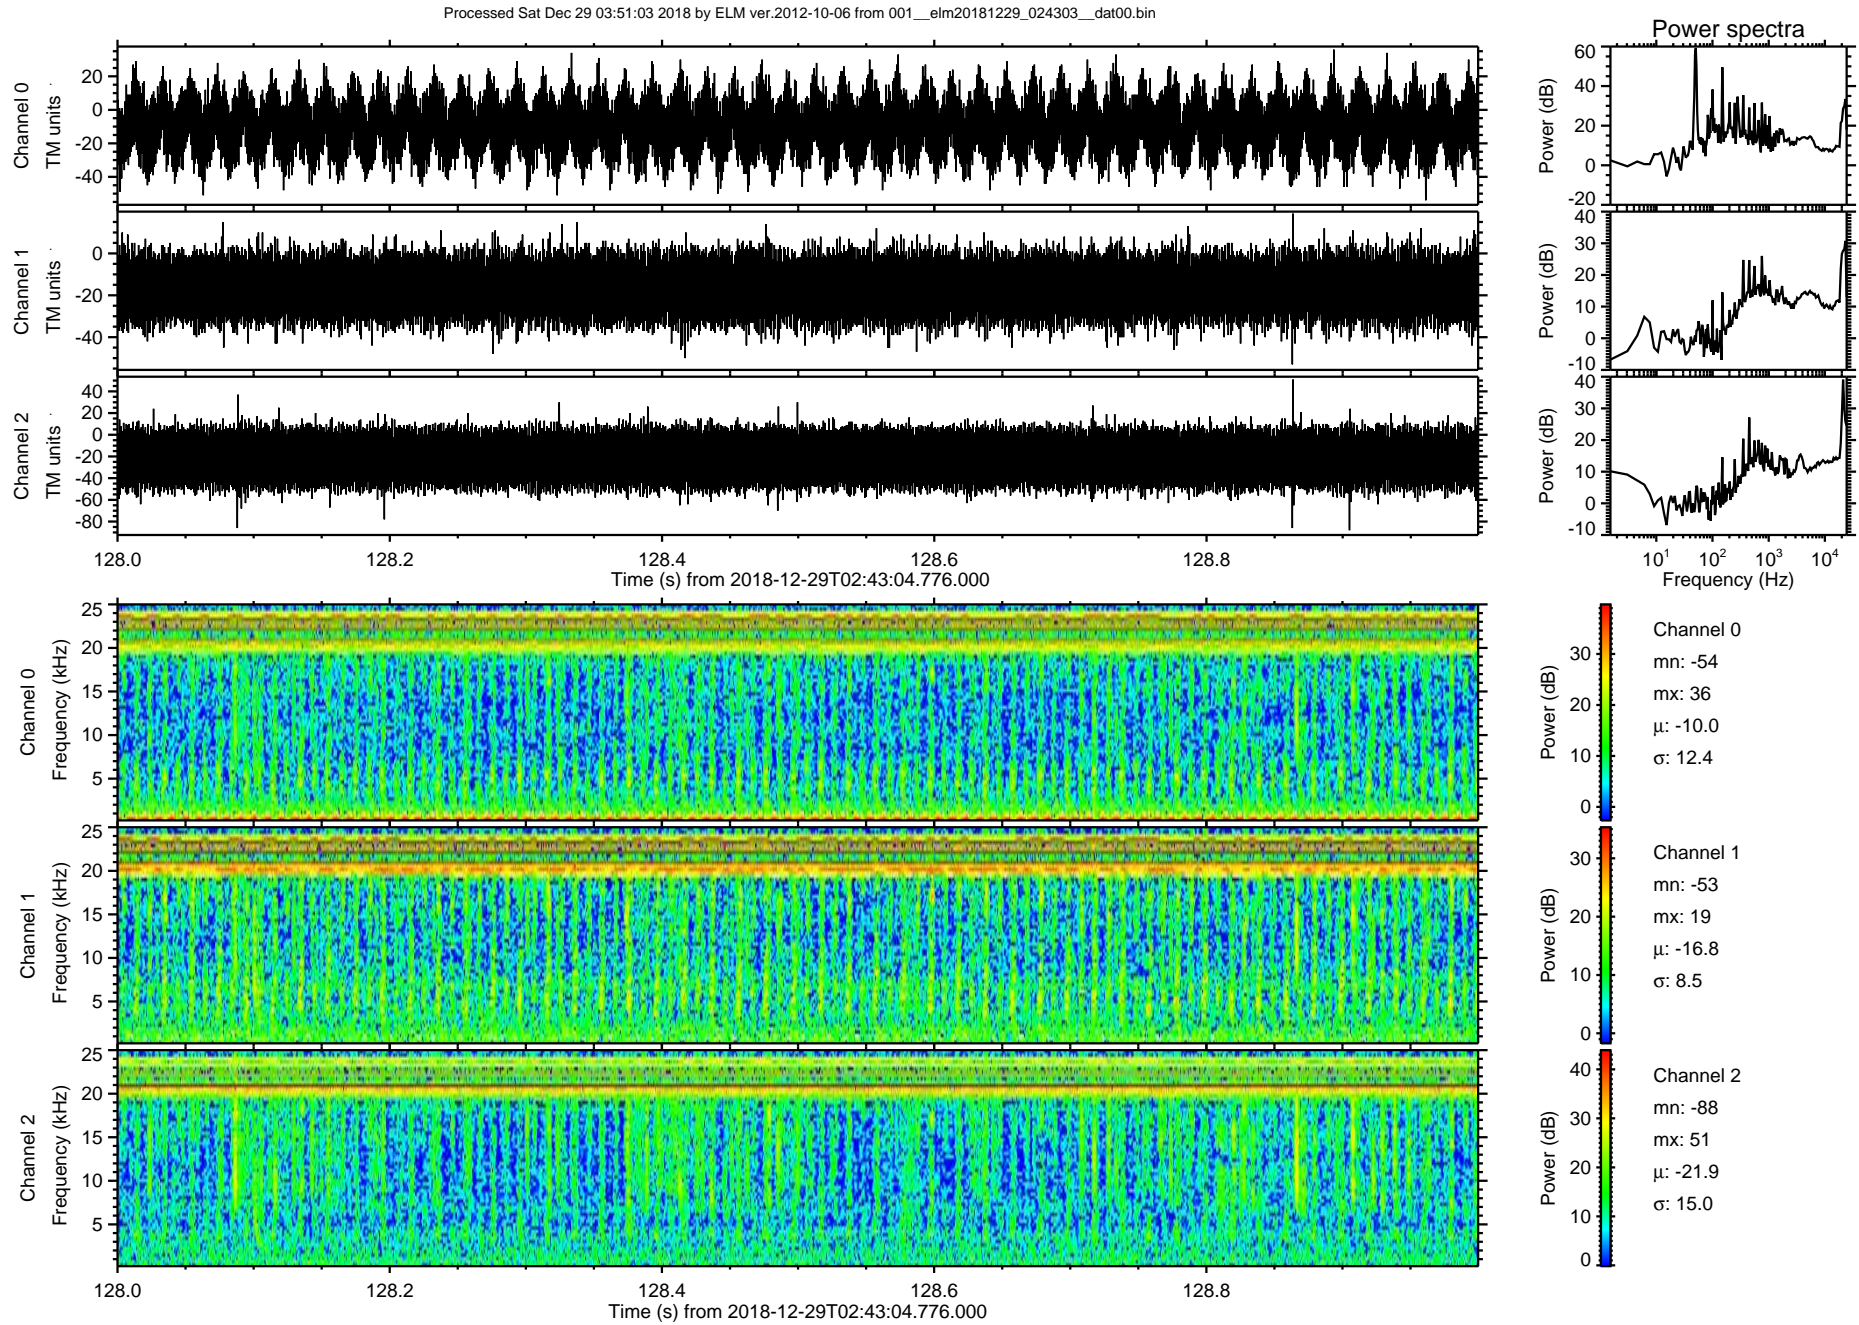 Processed Sat Dec 29 03:51:03 2018 by ELM ver.2012-10-06 from 001__elm20181229_024303__dat00.bin
Power spectra
Channel 0
TM units
20
0
-20
-40
Power (dB)
60
40
20
0
-20
Channel 1
TM units
0
-20
-40
Power (dB)
40
30
20
10
0
-10
Channel 2
TM units
40
20
0
-20
-40
-60
-80
Power (dB)
40
30
20
10
0
-10
128.0 128.2 128.4 128.6 128.8
Time (s) from 2018-12-29T02:43:04.776.000
10^1 10^2 10^3 10^4
Frequency (Hz)
Channel 0
Frequency (kHz)
25
20
15
10
5
Power (dB)
30
20
10
0
Channel 0
mn: -54
mx: 36
μ: -10.0
σ: 12.4
Channel 1
Frequency (kHz)
25
20
15
10
5
Power (dB)
30
20
10
0
Channel 1
mn: -53
mx: 19
μ: -16.8
σ: 8.5
Channel 2
Frequency (kHz)
25
20
15
10
5
Power (dB)
40
30
20
10
0
Channel 2
mn: -88
mx: 51
μ: -21.9
σ: 15.0
128.0 128.2 128.4 128.6 128.8
Time (s) from 2018-12-29T02:43:04.776.000